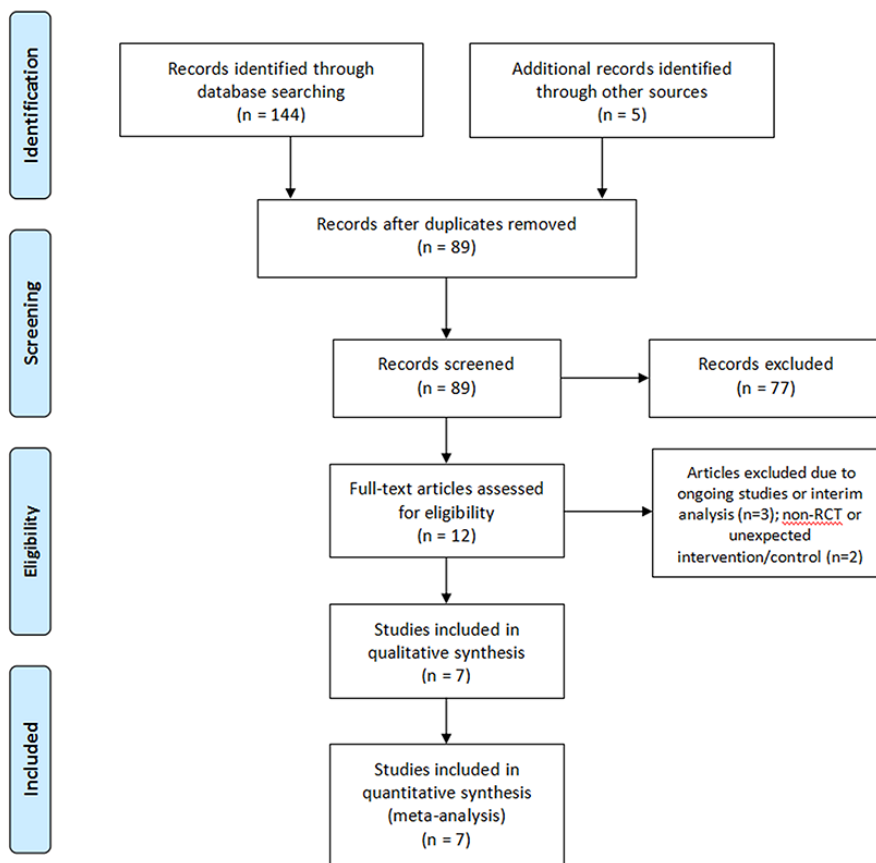 Identification
Records identified through
database searching
(n = 144)
Additional records identified
through other sources
(n = 5)
Records after duplicates removed
(n = 89)
Screening
Records screened
(n = 89)
Records excluded
(n = 77)
Eligibility
Full-text articles assessed
for eligibility
(n = 12)
Articles excluded due to
ongoing studies or interim
analysis (n=3); non-RCT or
unexpected
intervention/control (n=2)
Studies included in
qualitative synthesis
(n = 7)
Included
Studies included in
quantitative synthesis
(meta-analysis)
(n = 7)